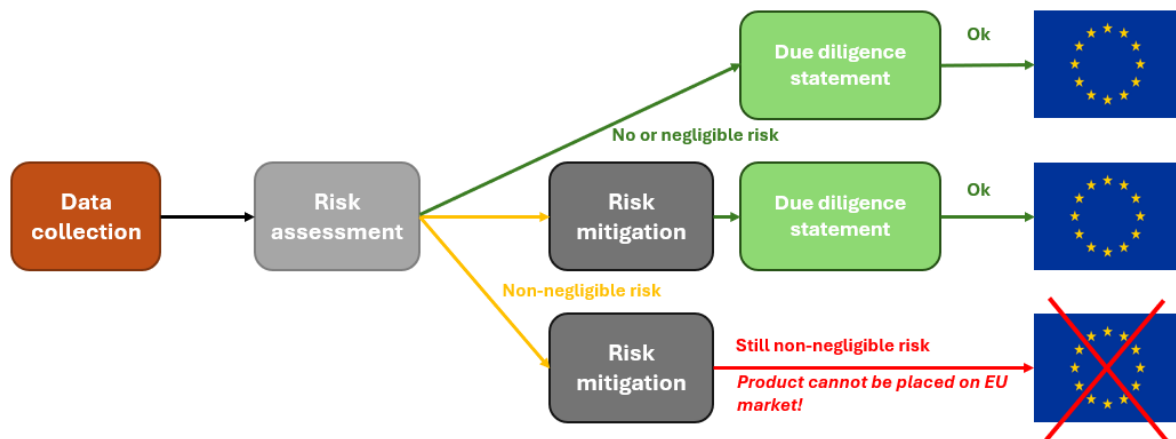 Due diligence
statement
Ok
No or negligible risk
Data
collection
Risk
assessment
Risk
mitigation
Due diligence
statement
Ok
Non-negligible risk
Risk
mitigation
Still non-negligible risk
Product cannot be placed on EU
market!